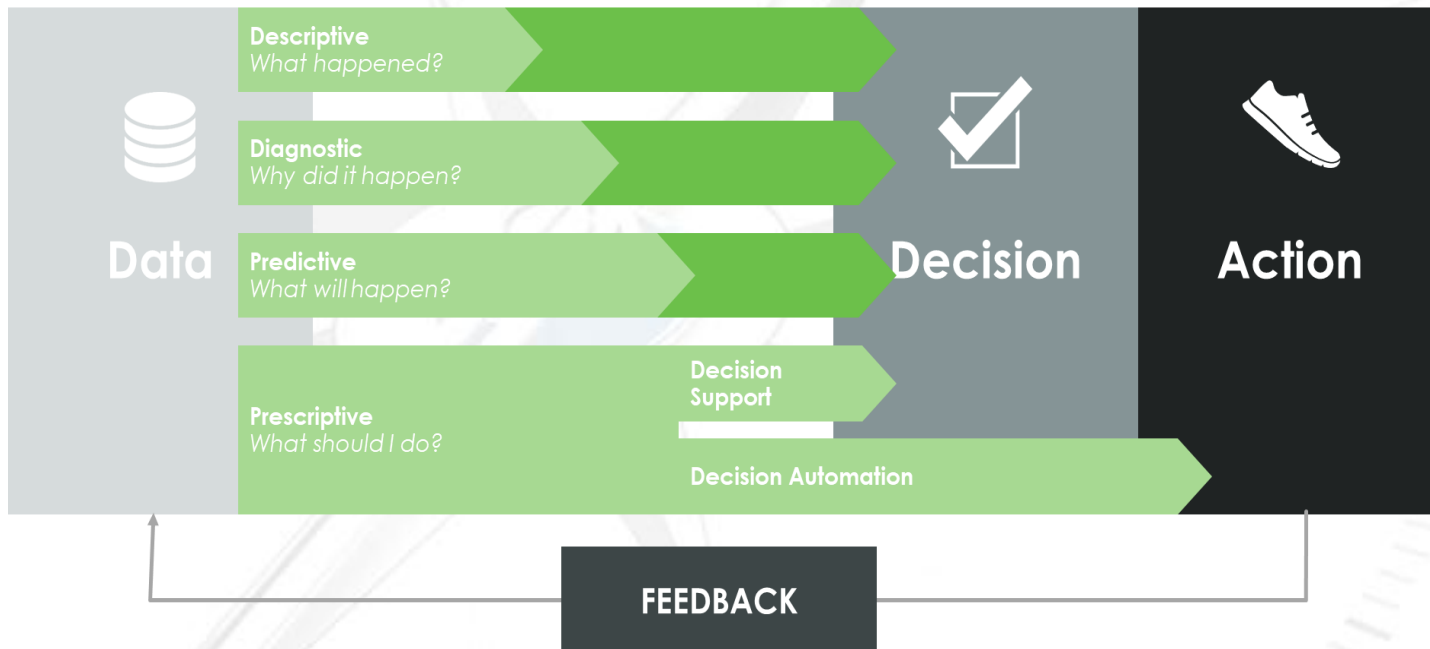 Descriptive
What happened?
Diagnostic
Why did it happen?
Data
Predictive
What will happen?
Decision
Action
Prescriptive
What should I do?
Decision
Support
Decision Automation
FEEDBACK